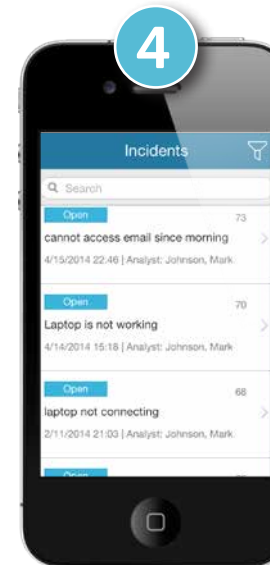 4
Incidents
Search
Open 73
cannot access email since morning
4/15/2014 22:46 | Analyst: Johnson, Mark
Open 70
Laptop is not working
4/14/2014 15:18 | Analyst: Johnson, Mark
Open 68
laptop not connecting
2/11/2014 21:03 | Analyst: Johnson, Mark
Open